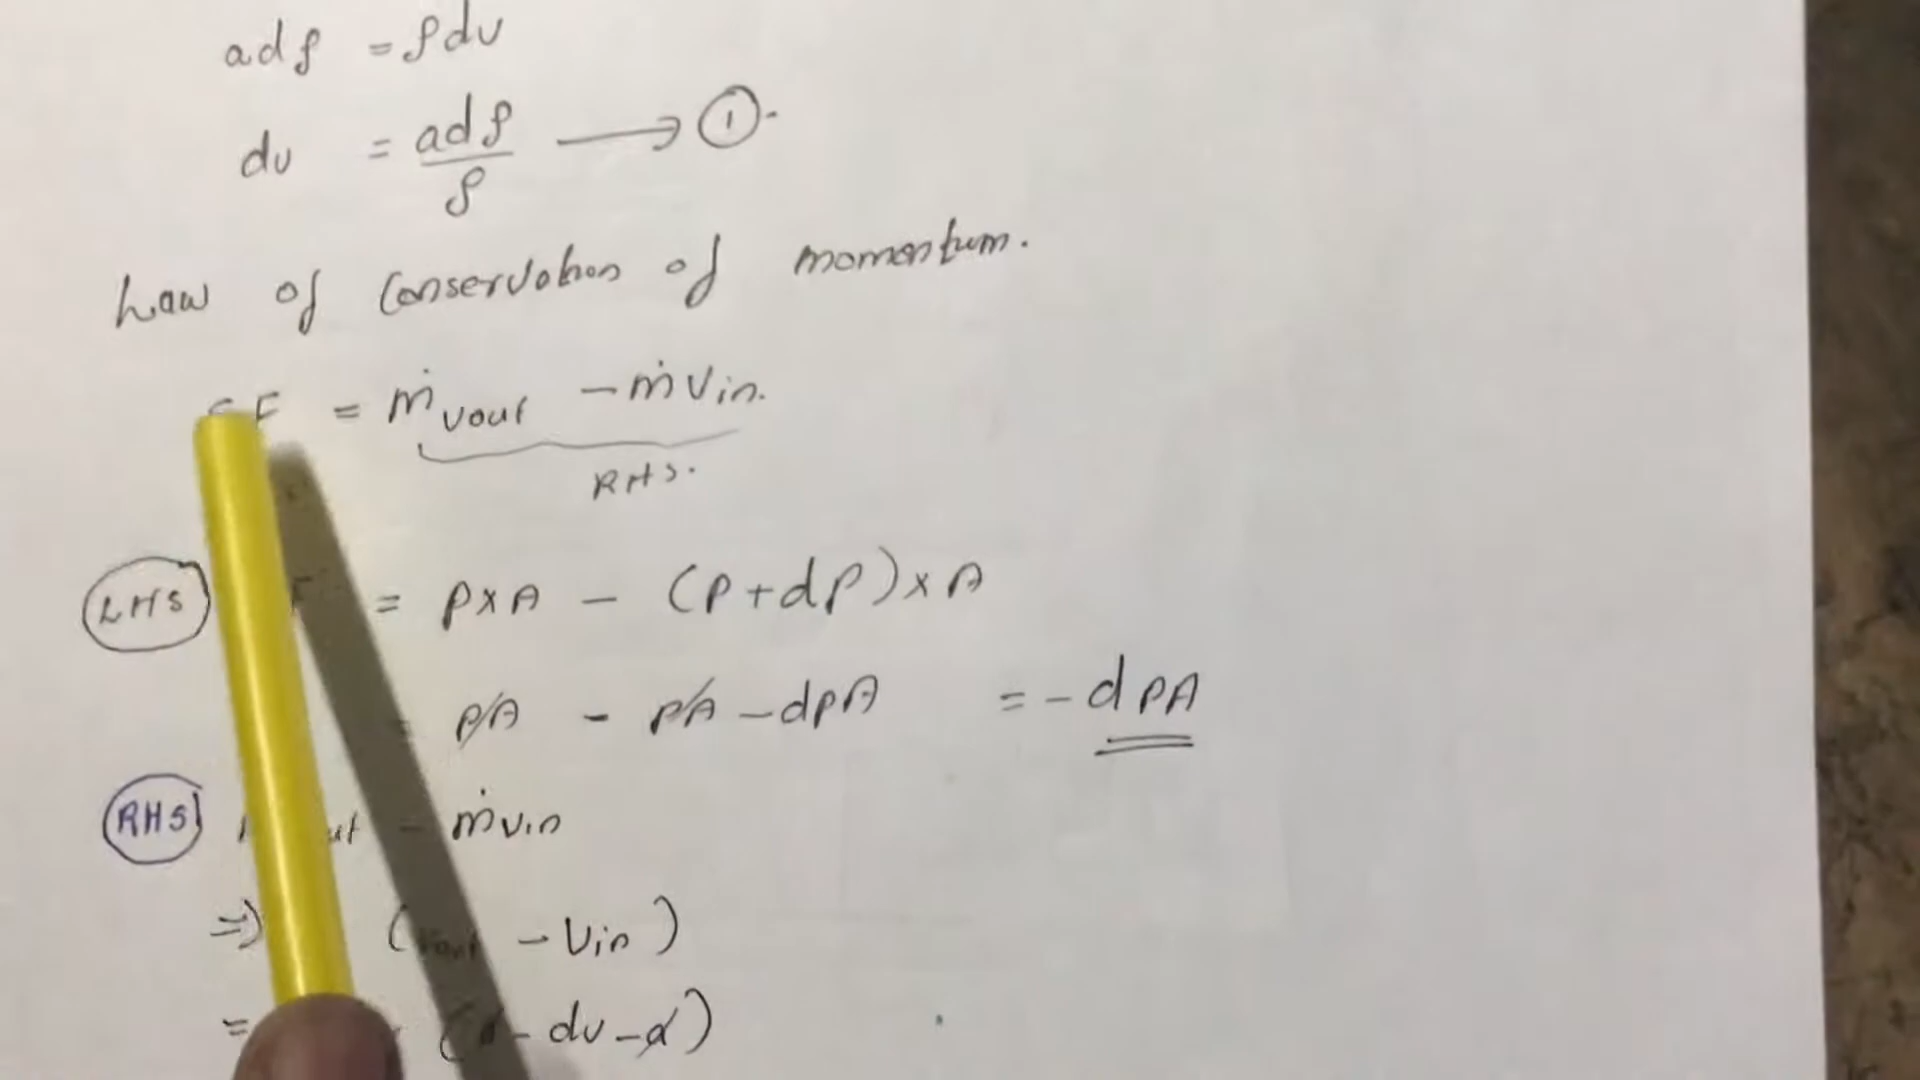 adρ = ρdv
dv = adρ/ρ → ①.
Law of Conservation of momentum.
F = ṁvout - ṁvin.
RHS.
LHS = P×A - (P+dP)×A
= PA - PA - dPA = - dPA
RHS - ṁvin
⇒ ( - Vin )
= ( - dv - a )